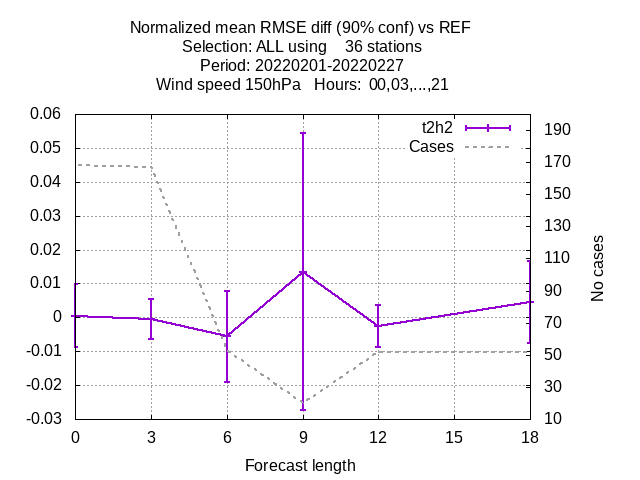 Normalized mean RMSE diff (90% conf) vs REF
Selection: ALL using    36 stations
Period: 20220201-20220227
Wind speed 150hPa   Hours:  00,03,...,21
t2h2
Cases
0.06
0.05
0.04
0.03
0.02
0.01
0
-0.01
-0.02
-0.03
190
170
150
130
110
90
70
50
30
10
No cases
0 3 6 9 12 15 18
Forecast length